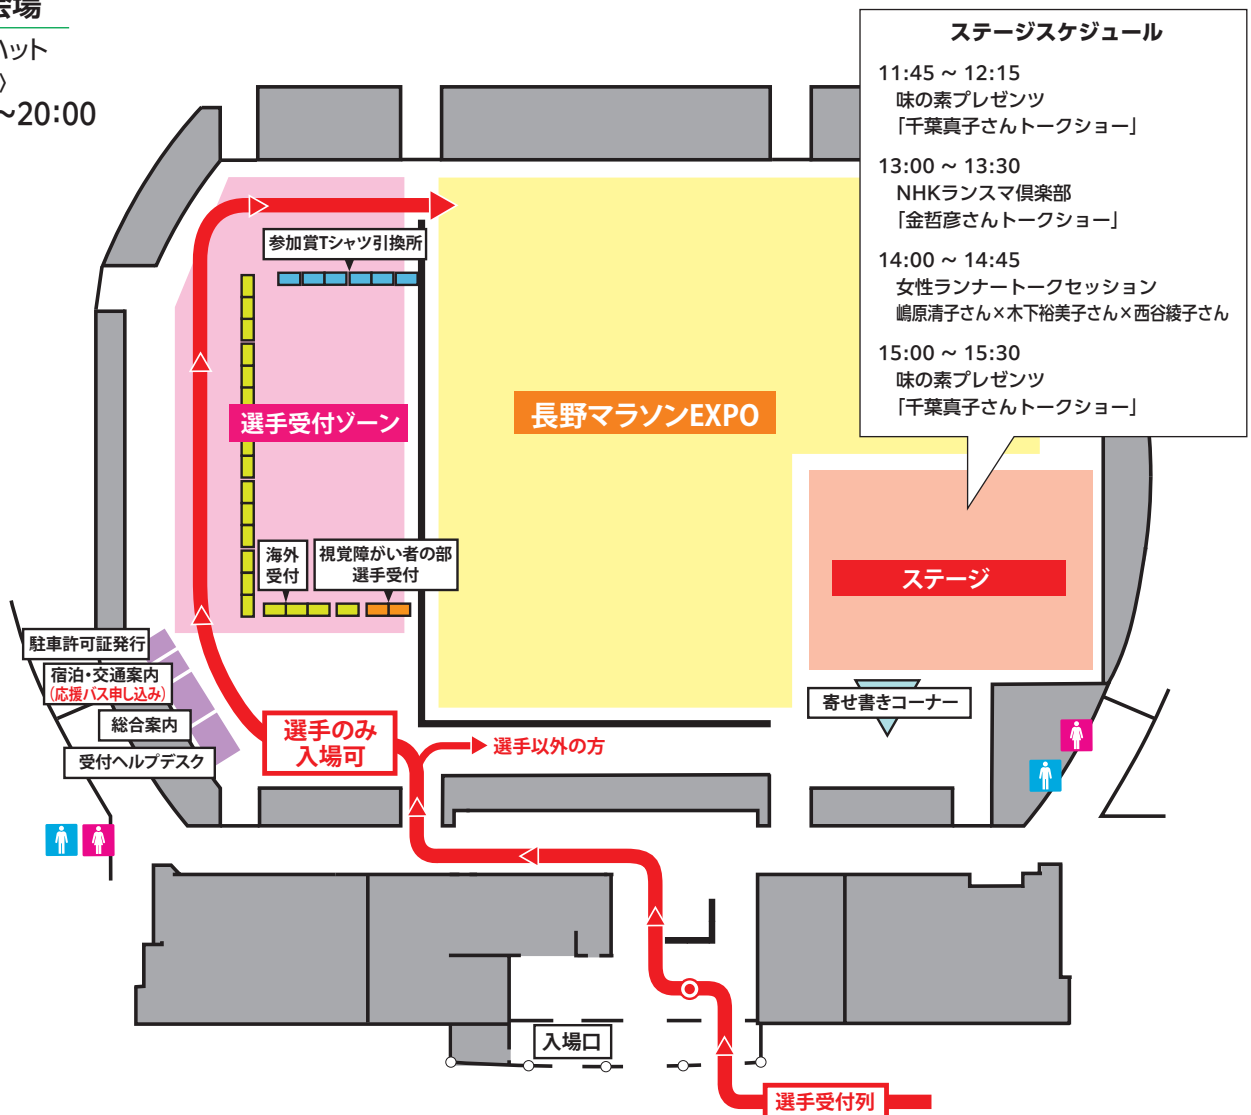 会場
ハット
〉
~20:00
ステージスケジュール
11:45 ~ 12:15
味の素プレゼンツ
「千葉真子さんトークショー」
13:00 ~ 13:30
NHKランスマ倶楽部
「金哲彦さんトークショー」
14:00 ~ 14:45
女性ランナートークセッション
嶋原清子さん×木下裕美子さん×西谷綾子さん
15:00 ~ 15:30
味の素プレゼンツ
「千葉真子さんトークショー」
参加賞Tシャツ引換所
選手受付ゾーン
長野マラソンEXPO
海外
受付
視覚障がい者の部
選手受付
ステージ
駐車許可証発行
宿泊・交通案内
（応援バス申し込み）
総合案内
受付ヘルプデスク
選手のみ
入場可
選手以外の方
寄せ書きコーナー
入場口
選手受付列